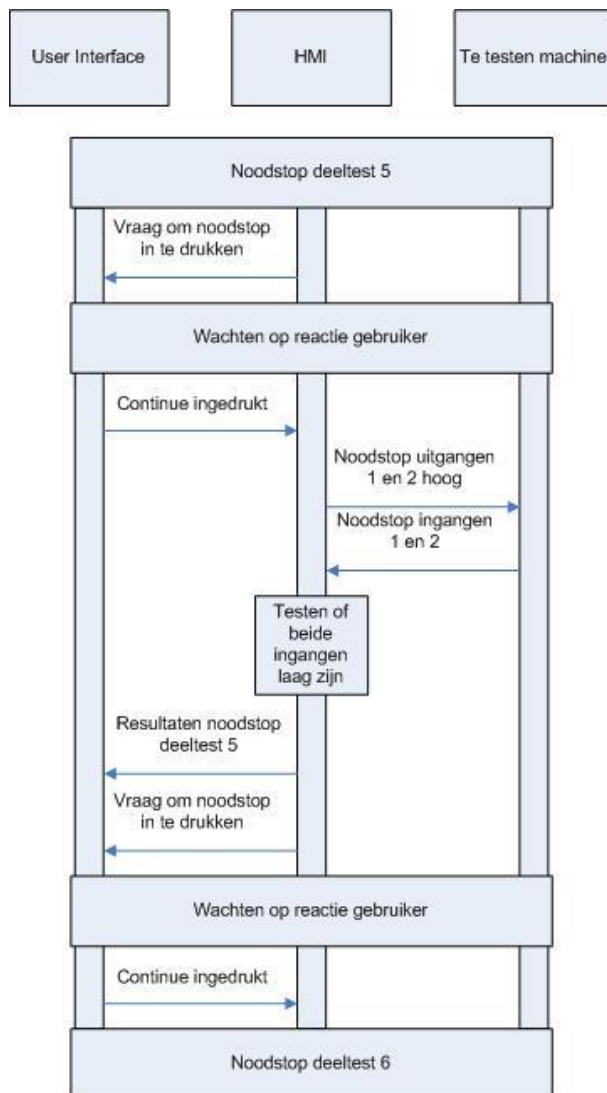 User Interface
HMI
Te testen machine
Noodstop deeltest 5
Vraag om noodstop
in te drukken
Wachten op reactie gebruiker
Continue ingedrukt
Noodstop uitgangen
1 en 2 hoog
Noodstop ingangen
1 en 2
Testen of
beide
ingangen
laag zijn
Resultaten noodstop
deeltest 5
Vraag om noodstop
in te drukken
Wachten op reactie gebruiker
Continue ingedrukt
Noodstop deeltest 6